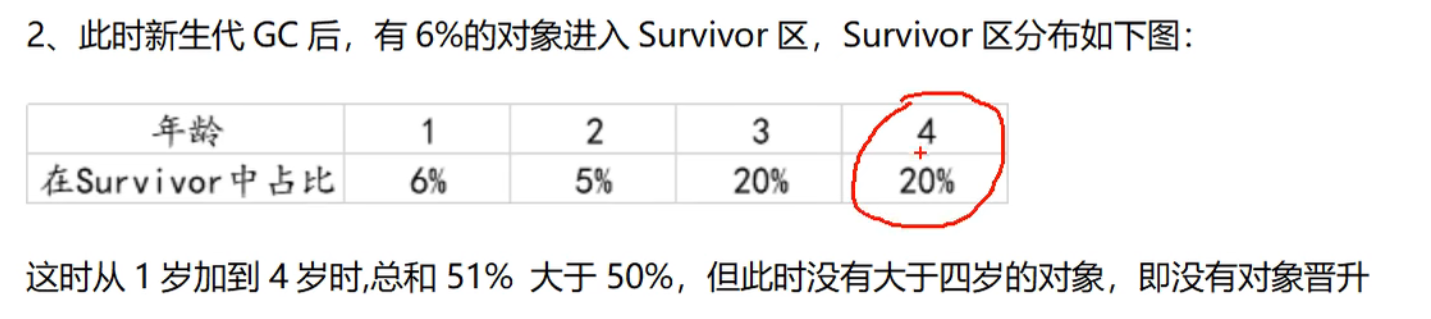 2、此时新生代 GC 后，有 6%的对象进入 Survivor 区，Survivor 区分布如下图：
年龄 1 2 3 4
在Survivor中占比 6% 5% 20% 20%
这时从 1 岁加到 4 岁时,总和 51% 大于 50%，但此时没有大于四岁的对象，即没有对象晋升